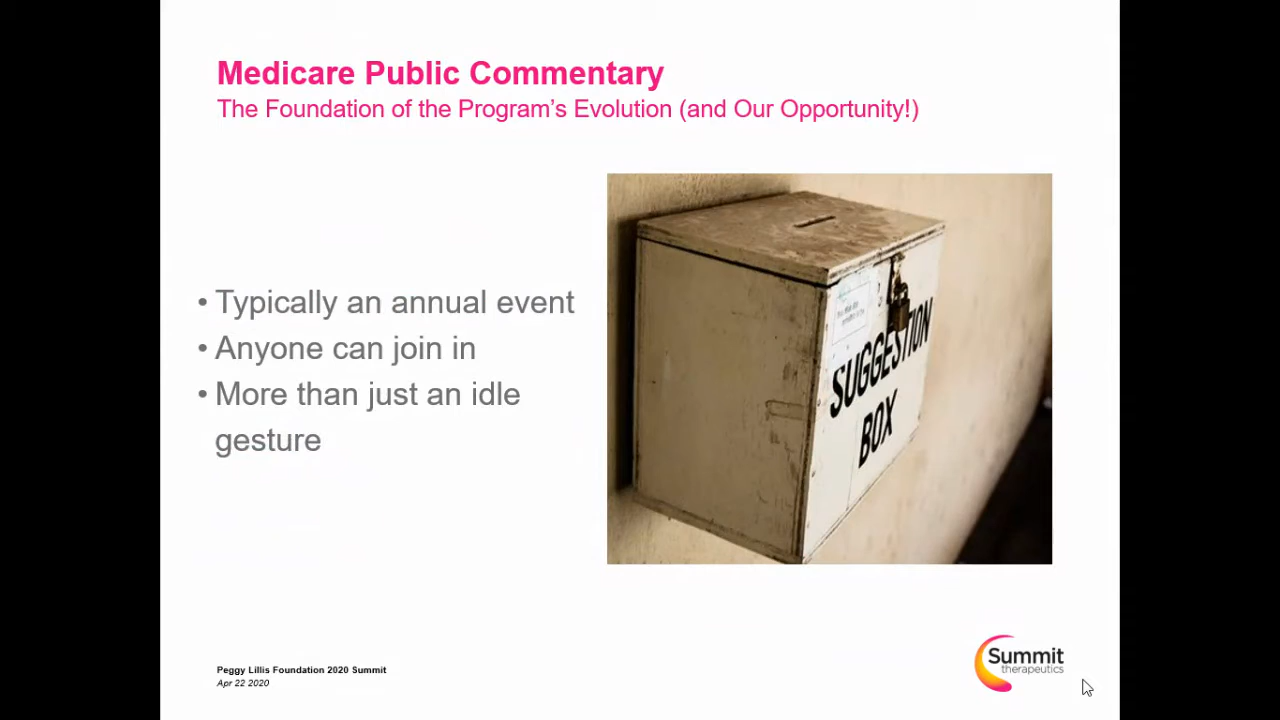 Medicare Public Commentary
The Foundation of the Program’s Evolution (and Our Opportunity!)
• Typically an annual event
• Anyone can join in
• More than just an idle
gesture
SUGGESTION
BOX
Peggy Lillis Foundation 2020 Summit
Apr 22 2020
Summit
therapeutics